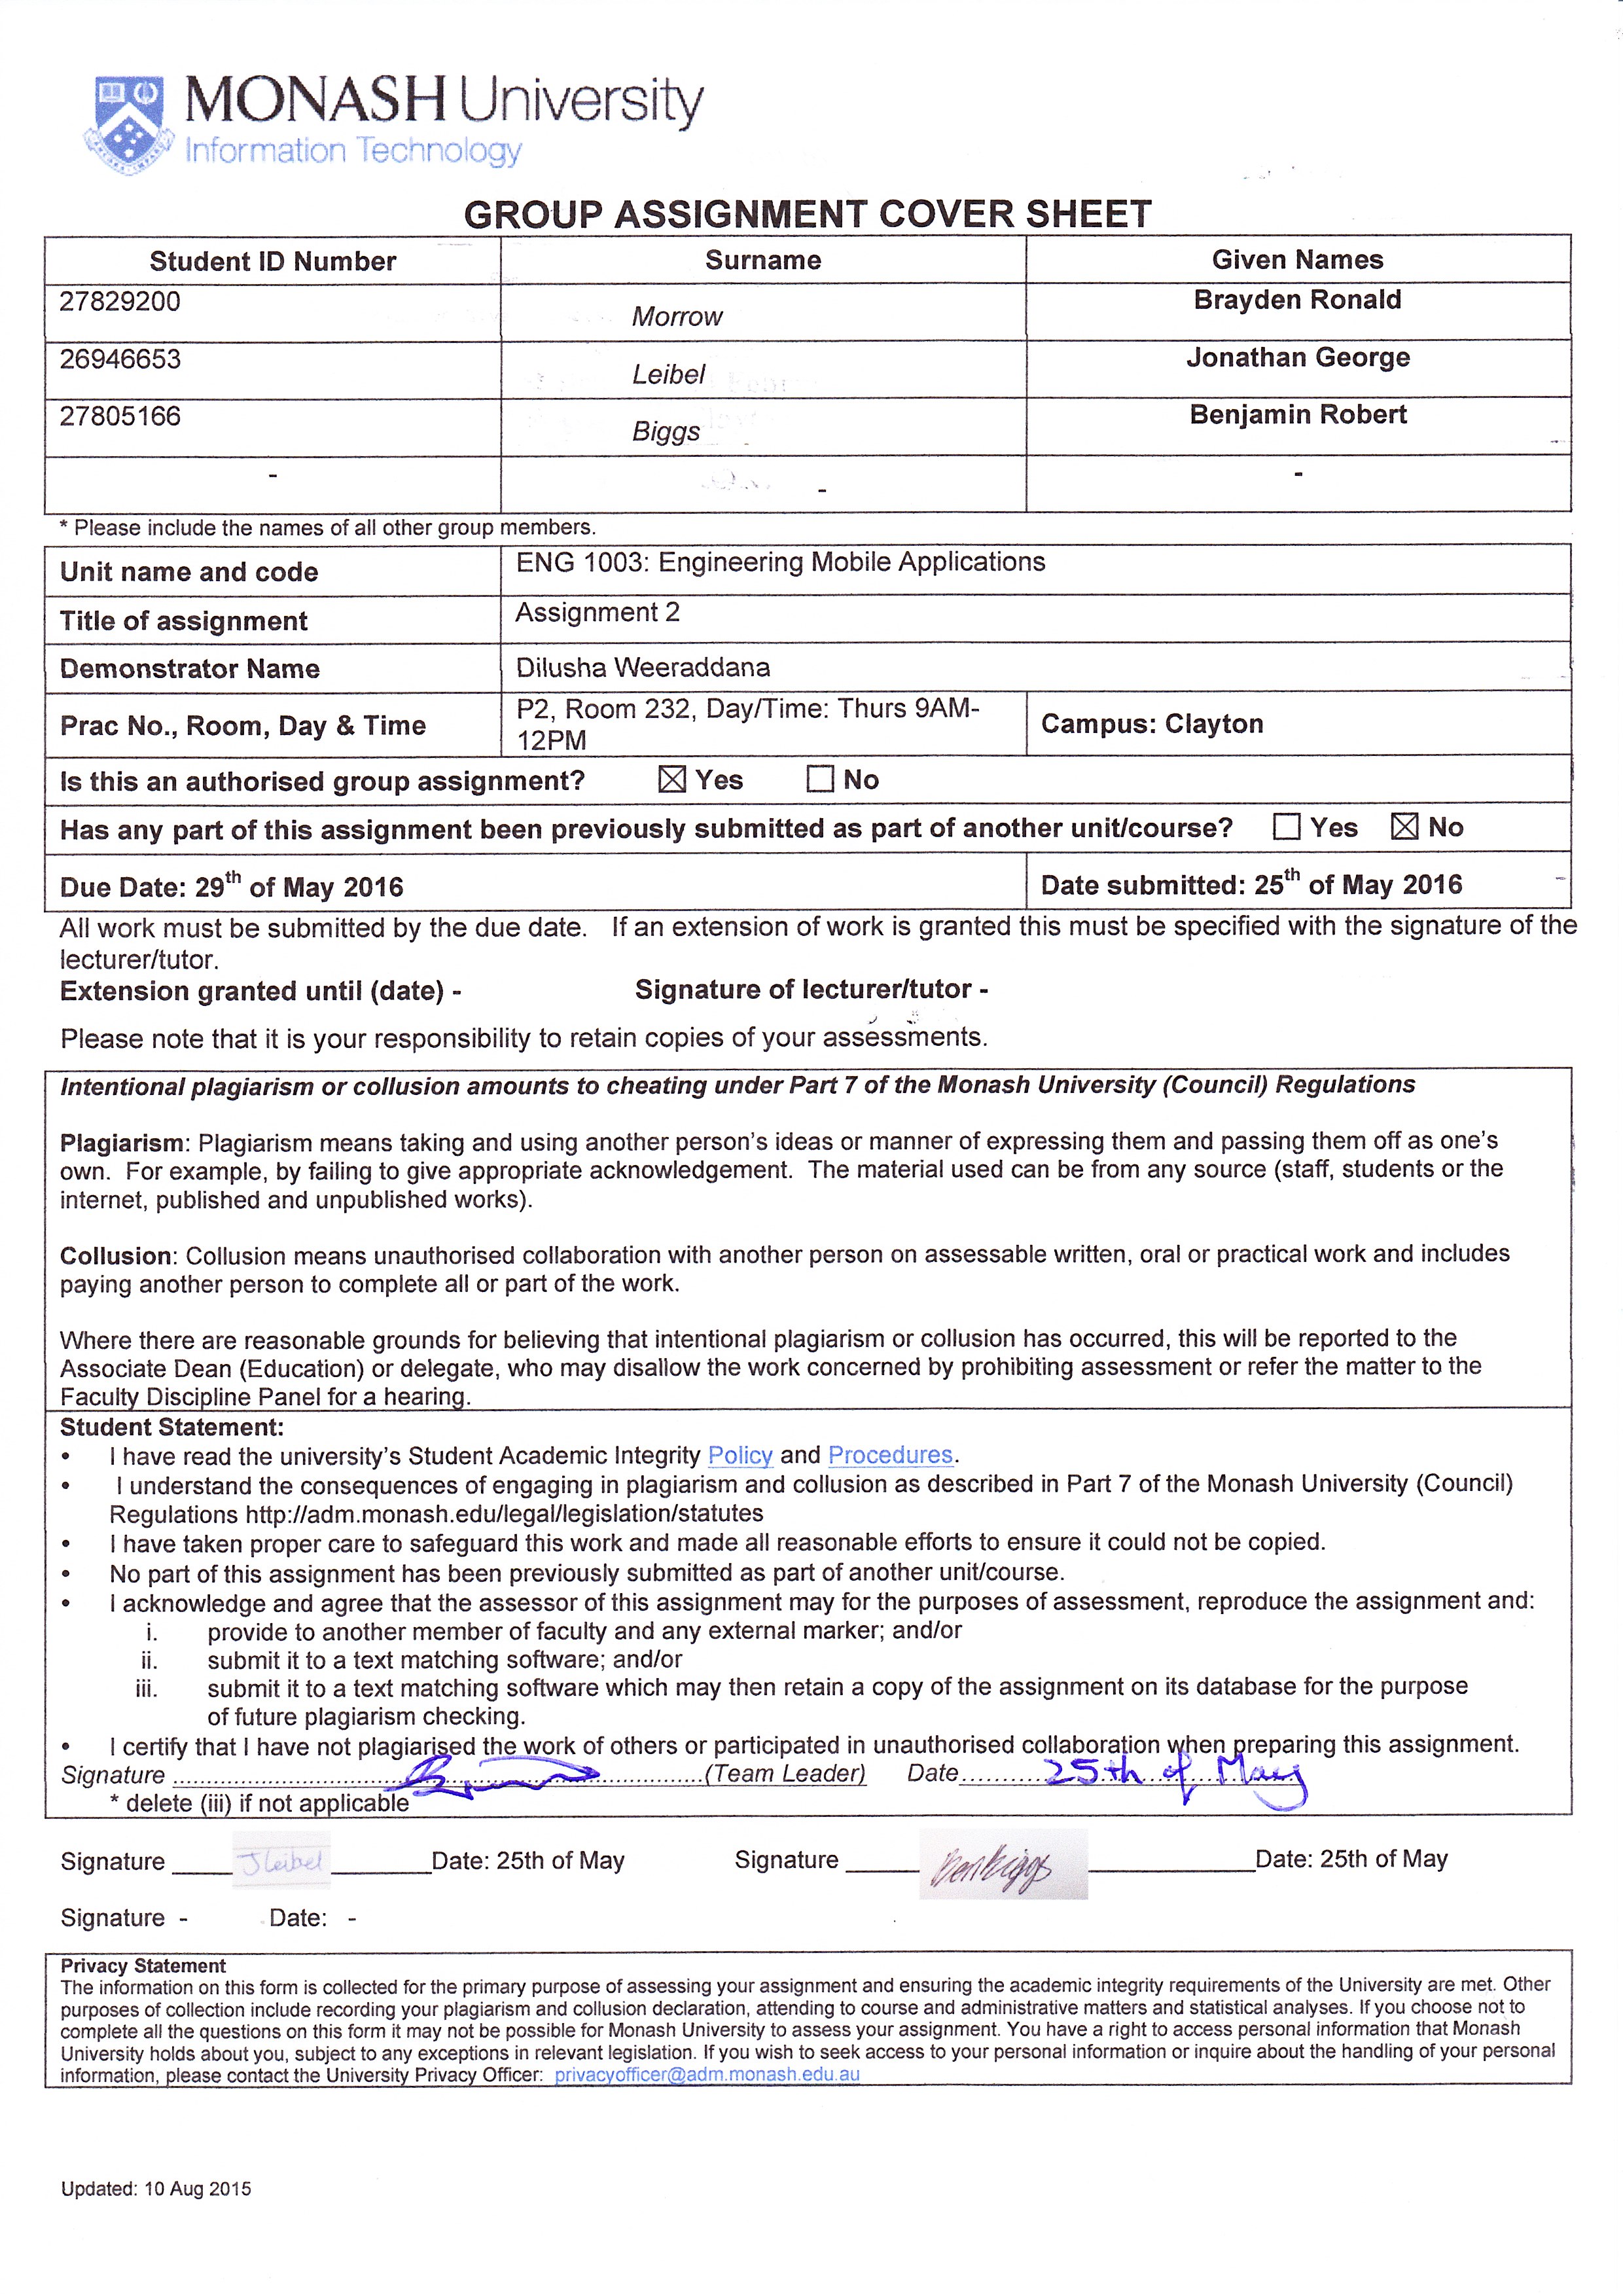 MONASH University
Information Technology
GROUP ASSIGNMENT COVER SHEET
Student ID Number Surname Given Names
27829200 Morrow Brayden Ronald
26946653 Leibel Jonathan George
27805166 Biggs Benjamin Robert
- - -
* Please include the names of all other group members.
Unit name and code ENG 1003: Engineering Mobile Applications
Title of assignment Assignment 2
Demonstrator Name Dilusha Weeraddana
Prac No., Room, Day & Time P2, Room 232, Day/Time: Thurs 9AM-
12PM Campus: Clayton
Is this an authorised group assignment? ☒ Yes ☐ No
Has any part of this assignment been previously submitted as part of another unit/course? ☐ Yes ☒ No
Due Date: 29th of May 2016 Date submitted: 25th of May 2016
All work must be submitted by the due date. If an extension of work is granted this must be specified with the signature of the
lecturer/tutor.
Extension granted until (date) - Signature of lecturer/tutor -
Please note that it is your responsibility to retain copies of your assessments.
Intentional plagiarism or collusion amounts to cheating under Part 7 of the Monash University (Council) Regulations
Plagiarism: Plagiarism means taking and using another person's ideas or manner of expressing them and passing them off as one's
own. For example, by failing to give appropriate acknowledgement. The material used can be from any source (staff, students or the
internet, published and unpublished works).
Collusion: Collusion means unauthorised collaboration with another person on assessable written, oral or practical work and includes
paying another person to complete all or part of the work.
Where there are reasonable grounds for believing that intentional plagiarism or collusion has occurred, this will be reported to the
Associate Dean (Education) or delegate, who may disallow the work concerned by prohibiting assessment or refer the matter to the
Faculty Discipline Panel for a hearing.
Student Statement:
• I have read the university's Student Academic Integrity Policy and Procedures.
• I understand the consequences of engaging in plagiarism and collusion as described in Part 7 of the Monash University (Council)
Regulations http://adm.monash.edu/legal/legislation/statutes
• I have taken proper care to safeguard this work and made all reasonable efforts to ensure it could not be copied.
• No part of this assignment has been previously submitted as part of another unit/course.
• I acknowledge and agree that the assessor of this assignment may for the purposes of assessment, reproduce the assignment and:
i. provide to another member of faculty and any external marker; and/or
ii. submit it to a text matching software; and/or
iii. submit it to a text matching software which may then retain a copy of the assignment on its database for the purpose
of future plagiarism checking.
• I certify that I have not plagiarised the work of others or participated in unauthorised collaboration when preparing this assignment.
Signature (Team Leader) Date 25th of May
* delete (iii) if not applicable
Signature JLeibel Date: 25th of May Signature Ben Biggs Date: 25th of May
Signature - Date: -
Privacy Statement
The information on this form is collected for the primary purpose of assessing your assignment and ensuring the academic integrity requirements of the University are met. Other
purposes of collection include recording your plagiarism and collusion declaration, attending to course and administrative matters and statistical analyses. If you choose not to
complete all the questions on this form it may not be possible for Monash University to assess your assignment. You have a right to access personal information that Monash
University holds about you, subject to any exceptions in relevant legislation. If you wish to seek access to your personal information or inquire about the handling of your personal
information, please contact the University Privacy Officer: privacyofficer@adm.monash.edu.au
Updated: 10 Aug 2015